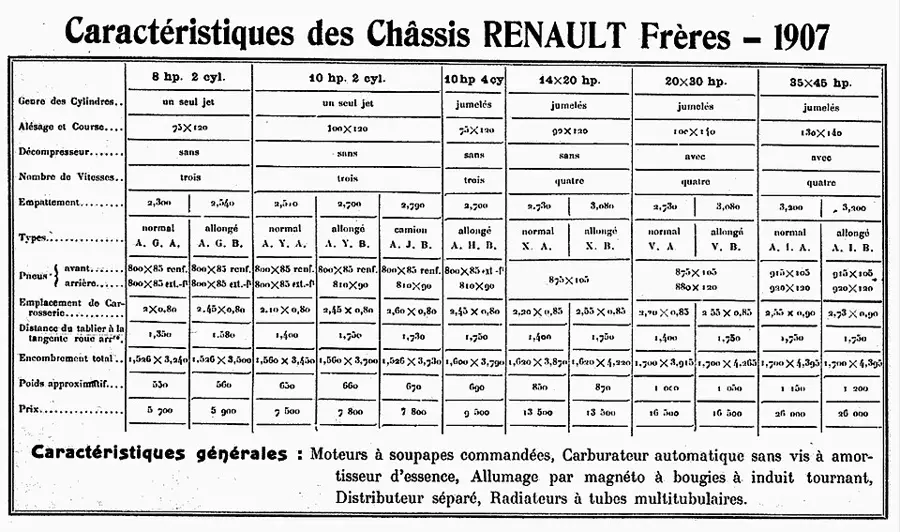 Caractéristiques des Châssis RENAULT Frères – 1907
8 hp. 2 cyl. 10 hp. 2 cyl. 10 hp 4 cy 14×20 hp. 20×30 hp. 35×45 hp.
Genre des Cylindres.. un seul jet un seul jet jumelés jumelés jumelés jumelés
Alésage et Course.... 75×120 100×120 75×120 90×120 100×140 130×140
Décompresseur....... sans sans sans sans avec avec
Nombre de Vitesses.. trois trois trois quatre quatre quatre
Empattement........ 2,300 2,540 2,510 2,700 2,790 2,700 2,730 3,080 2,730 3,080 3,200 3,200
normal allongé normal allongé camion allongé normal allongé normal allongé normal allongé
Types.............. A. G. A. A. G. B. A. Y. A. A. Y. B. A. J. B. A. H. B. X. A. X. B. V. A V. B. A. I. A. A. I. B.
Pneus avant...... 800×85 renf. 800×85 renf. 800×85 renf. 800×85 renf. 800×85 renf. 800×85 ext.-f 875×105 875×105 915×105 915×105
arrière.. 800×85 ext.-f 800×85 ext.-f 800×85 ext.-f 810×90 810×90 810×90 880×120 920×120 920×120
Emplacement de Car-
rosserie........... 2×0,80 2.45×0,80 2.10×0,80 2,45×0,80 2,60×0,80 2,45×0,80 2,20×0,85 2,55×0,85 2,20×0,85 2 55×0,85 2,55×0,90 2,73×0,90
Distance du tablier à la
tangente roue arre. 1,350 1.580 1,400 1,750 1,730 1,750 1,400 1,750 1,400 1,750 1,750 1,750
Encombrement total.. 1,526×3,240 1,526×3,500 1,560×3,450 1,560×3,700 1,526×3,730 1,600×3,790 1,620×3,870 1,620×4,220 1,700×3,915 1,700×4,265 1,700×4,395 1,700×4,395
Poids approximatif.... 530 560 650 660 670 690 850 870 1 000 1 050 1 150 1 200
Prix............... 5 700 5 900 7 500 7 800 7 800 9 500 13 500 13 500 16 500 16 500 26 000 26 000
Caractéristiques générales : Moteurs à soupapes commandées, Carburateur automatique sans vis à amor-
tisseur d'essence, Allumage par magnéto à bougies à induit tournant,
Distributeur séparé, Radiateurs à tubes multitubulaires.